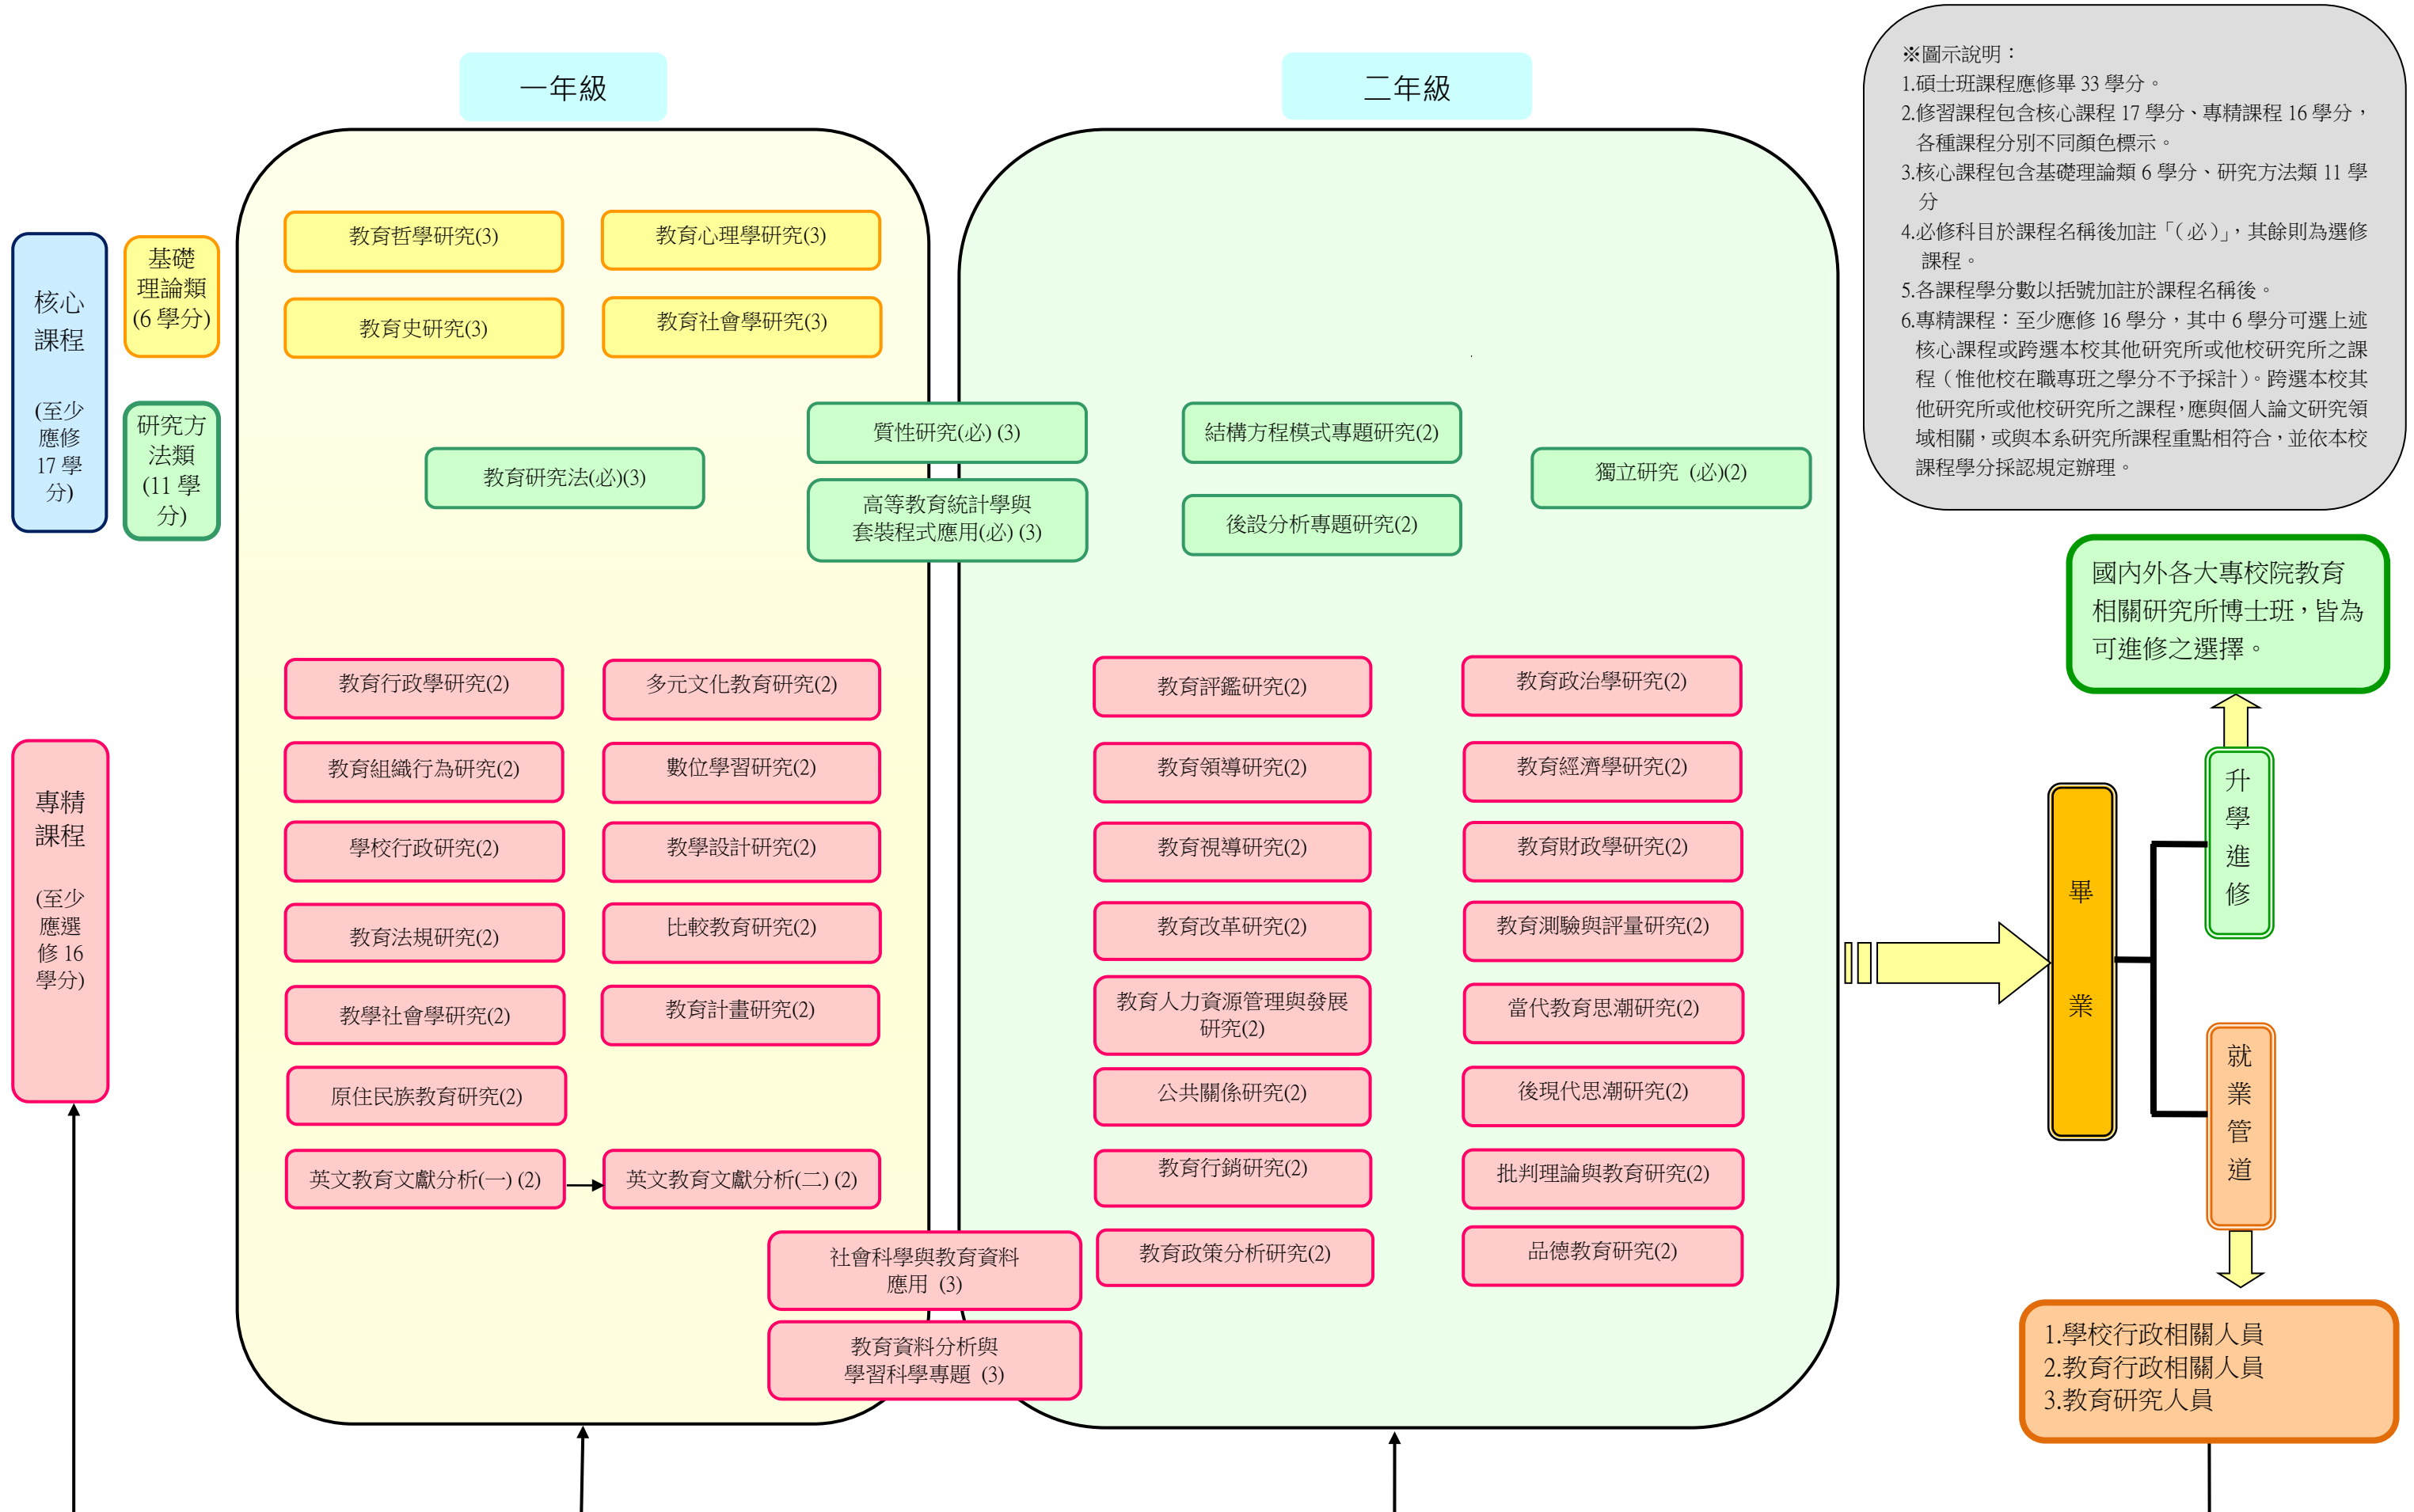 一年級
二年級
※圖示說明：
1.碩士班課程應修畢 33 學分。
2.修習課程包含核心課程 17 學分、專精課程 16 學分，
各種課程分別不同顏色標示。
3.核心課程包含基礎理論類 6 學分、研究方法類 11 學
分
4.必修科目於課程名稱後加註「（必）」，其餘則為選修
課程。
5.各課程學分數以括號加註於課程名稱後。
6.專精課程：至少應修 16 學分，其中 6 學分可選上述
核心課程或跨選本校其他研究所或他校研究所之課
程（惟他校在職專班之學分不予採計）。跨選本校其
他研究所或他校研究所之課程，應與個人論文研究領
域相關，或與本系研究所課程重點相符合，並依本校
課程學分採認規定辦理。
核心
課程
(至少
應修
17 學
分)
基礎
理論類
(6 學分)
教育哲學研究(3)
教育心理學研究(3)
教育史研究(3)
教育社會學研究(3)
研究方
法類
(11 學
分)
教育研究法(必)(3)
質性研究(必) (3)
高等教育統計學與
套裝程式應用(必) (3)
結構方程模式專題研究(2)
後設分析專題研究(2)
獨立研究 (必)(2)
專精
課程
(至少
應選
修 16
學分)
教育行政學研究(2)
多元文化教育研究(2)
教育評鑑研究(2)
教育政治學研究(2)
教育組織行為研究(2)
數位學習研究(2)
教育領導研究(2)
教育經濟學研究(2)
學校行政研究(2)
教學設計研究(2)
教育視導研究(2)
教育財政學研究(2)
教育法規研究(2)
比較教育研究(2)
教育改革研究(2)
教育測驗與評量研究(2)
教學社會學研究(2)
教育計畫研究(2)
教育人力資源管理與發展
研究(2)
當代教育思潮研究(2)
原住民族教育研究(2)
公共關係研究(2)
後現代思潮研究(2)
英文教育文獻分析(一) (2)
英文教育文獻分析(二) (2)
教育行銷研究(2)
批判理論與教育研究(2)
社會科學與教育資料
應用 (3)
教育政策分析研究(2)
品德教育研究(2)
教育資料分析與
學習科學專題 (3)
畢
業
國內外各大專校院教育
相關研究所博士班，皆為
可進修之選擇。
升
學
進
修
就
業
管
道
1.學校行政相關人員
2.教育行政相關人員
3.教育研究人員